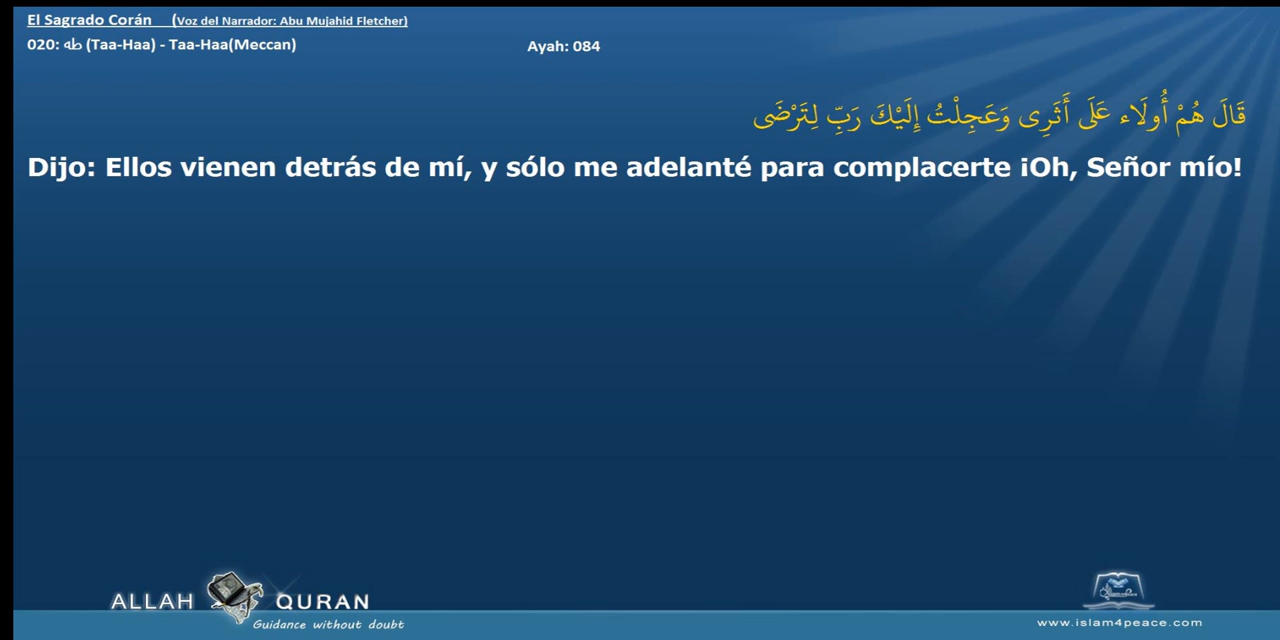 El Sagrado Corán (Voz del Narrador: Abu Mujahid Fletcher)
020: طه (Taa-Haa) - Taa-Haa(Meccan) Ayah: 084
قَالَ هُمْ أُولَاء عَلَى أَثَرِى وَعَجِلْتُ إِلَيْكَ رَبِّ لِتَرْضَى
Dijo: Ellos vienen detrás de mí, y sólo me adelanté para complacerte ¡Oh, Señor mío!
ALLAH QURAN
Guidance without doubt
www.islam4peace.com